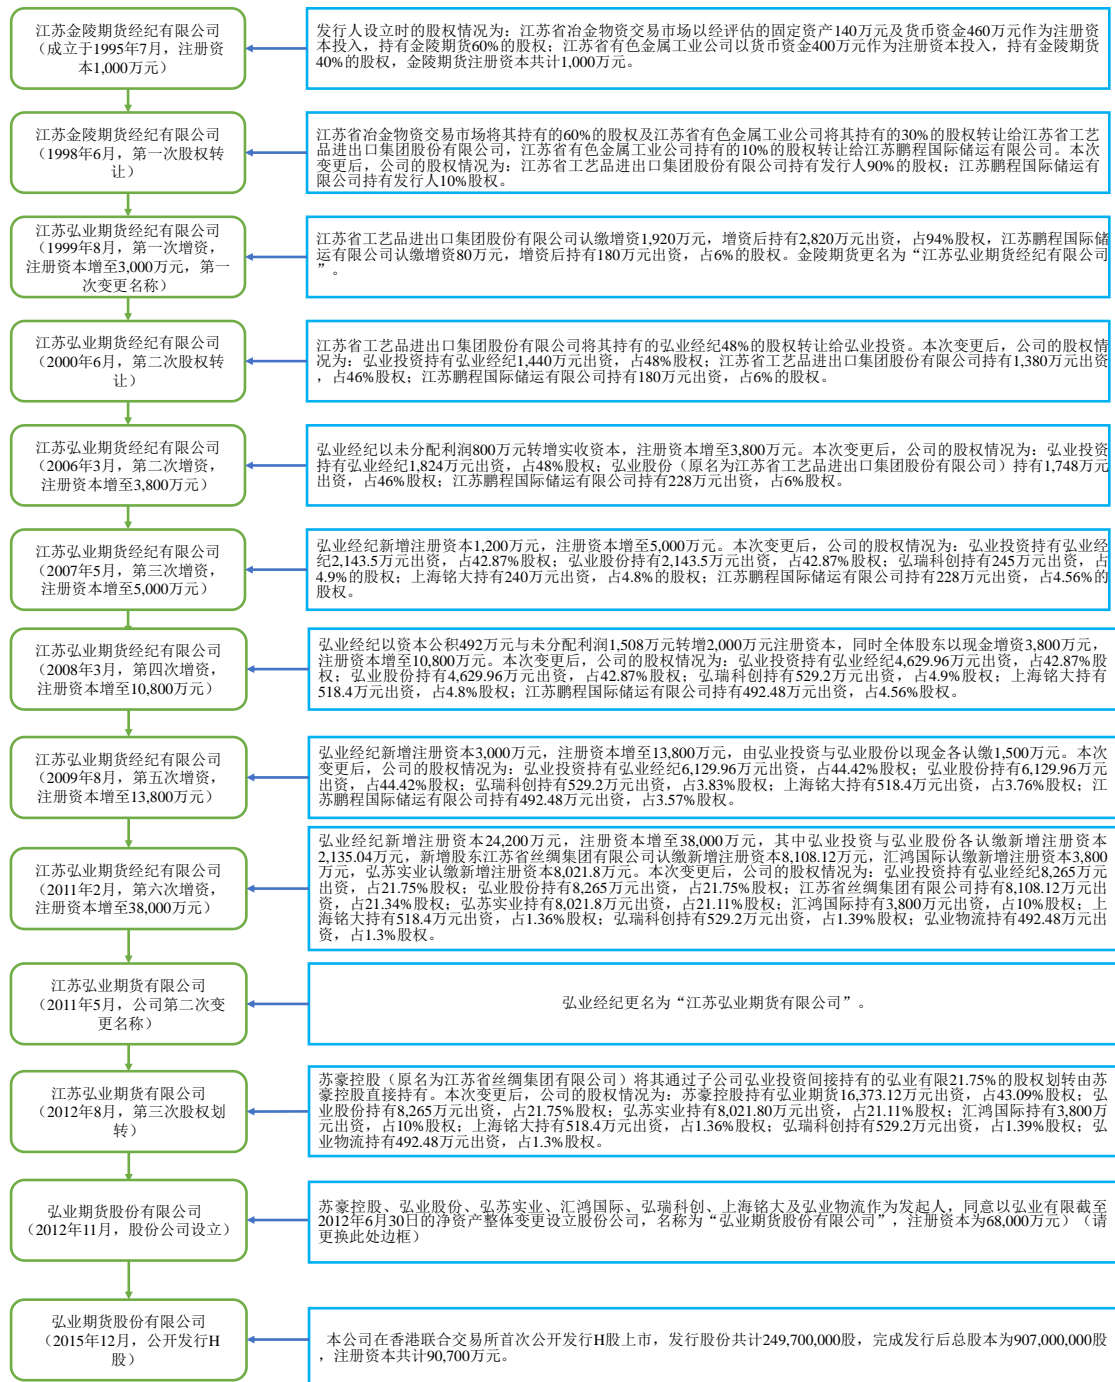 江苏金陵期货经纪有限公司
（成立于1995年7月，注册资
本1,000万元）
发行人设立时的股权情况为：江苏省冶金物资交易市场以经评估的固定资产140万元及货币资金460万元作为注册资
本投入，持有金陵期货60%的股权；江苏省有色金属工业公司以货币资金400万元作为注册资本投入，持有金陵期货
40%的股权，金陵期货注册资本共计1,000万元。
江苏金陵期货经纪有限公司
（1998年6月，第一次股权转
让）
江苏省冶金物资交易市场将其持有的60%的股权及江苏省有色金属工业公司将其持有的30%的股权转让给江苏省工艺
品进出口集团股份有限公司，江苏省有色金属工业公司持有的10%的股权转让给江苏鹏程国际储运有限公司。本次
变更后，公司的股权情况为：江苏省工艺品进出口集团股份有限公司持有发行人90%的股权；江苏鹏程国际储运有
限公司持有发行人10%股权。
江苏弘业期货经纪有限公司
（1999年8月，第一次增资，
注册资本增至3,000万元，第一
次变更名称）
江苏省工艺品进出口集团股份有限公司认缴增资1,920万元，增资后持有2,820万元出资，占94%股权，江苏鹏程国际储
运有限公司认缴增资80万元，增资后持有180万元出资，占6%的股权。金陵期货更名为“江苏弘业期货经纪有限公司
”。
江苏弘业期货经纪有限公司
（2000年6月，第二次股权转
让）
江苏省工艺品进出口集团股份有限公司将其持有的弘业经纪48%的股权转让给弘业投资。本次变更后，公司的股权情
况为：弘业投资持有弘业经纪1,440万元出资，占48%股权；江苏省工艺品进出口集团股份有限公司持有1,380万元出资
，占46%股权；江苏鹏程国际储运有限公司持有180万元出资，占6%的股权。
江苏弘业期货经纪有限公司
（2006年3月，第二次增资，
注册资本增至3,800万元）
弘业经纪以未分配利润800万元转增实收资本，注册资本增至3,800万元。本次变更后，公司的股权情况为：弘业投资
持有弘业经纪1,824万元出资，占48%股权；弘业股份（原名为江苏省工艺品进出口集团股份有限公司）持有1,748万元
出资，占46%股权；江苏鹏程国际储运有限公司持有228万元出资，占6%股权。
江苏弘业期货经纪有限公司
（2007年5月，第三次增资，
注册资本增至5,000万元）
弘业经纪新增注册资本1,200万元，注册资本增至5,000万元。本次变更后，公司的股权情况为：弘业投资持有弘业经
纪2,143.5万元出资，占42.87%股权；弘业股份持有2,143.5万元出资，占42.87%股权；弘瑞科创持有245万元出资，占
4.9%的股权；上海铭大持有240万元出资，占4.8%的股权；江苏鹏程国际储运有限公司持有228万元出资，占4.56%的
股权。
江苏弘业期货经纪有限公司
（2008年3月，第四次增资，
注册资本增至10,800万元）
弘业经纪以资本公积492万元与未分配利润1,508万元转增2,000万元注册资本，同时全体股东以现金增资3,800万元，
注册资本增至10,800万元。本次变更后，公司的股权情况为：弘业投资持有弘业经纪4,629.96万元出资，占42.87%股
权；弘业股份持有4,629.96万元出资，占42.87%股权；弘瑞科创持有529.2万元出资，占4.9%股权；上海铭大持有
518.4万元出资，占4.8%股权；江苏鹏程国际储运有限公司持有492.48万元出资，占4.56%股权。
江苏弘业期货经纪有限公司
（2009年8月，第五次增资，
注册资本增至13,800万元）
弘业经纪新增注册资本3,000万元，注册资本增至13,800万元，由弘业投资与弘业股份以现金各认缴1,500万元。本次
变更后，公司的股权情况为：弘业投资持有弘业经纪6,129.96万元出资，占44.42%股权；弘业股份持有6,129.96万
元出资，占44.42%股权；弘瑞科创持有529.2万元出资，占3.83%股权；上海铭大持有518.4万元出资，占3.76%股权；江
苏鹏程国际储运有限公司持有492.48万元出资，占3.57%股权。
江苏弘业期货经纪有限公司
（2011年2月，第六次增资，
注册资本增至38,000万元）
弘业经纪新增注册资本24,200万元，注册资本增至38,000万元，其中弘业投资与弘业股份各认缴新增注册资本
2,135.04万元，新增股东江苏省丝绸集团有限公司认缴新增注册资本8,108.12万元，汇鸿国际认缴新增注册资本3,800
万元，弘苏实业认缴新增注册资本8,021.8万元。本次变更后，公司的股权情况为：弘业投资持有弘业经纪8,265万元
出资，占21.75%股权；弘业股份持有8,265万元出资，占21.75%股权；江苏省丝绸集团有限公司持有8,108.12万元出
资，占21.34%股权；弘苏实业持有8,021.8万元出资，占21.11%股权；汇鸿国际持有3,800万元出资，占10%股权；上
海铭大持有518.4万元出资，占1.36%股权；弘瑞科创持有529.2万元出资，占1.39%股权；弘业物流持有492.48万元出
资，占1.3%股权。
江苏弘业期货有限公司
（2011年5月，公司第二次变
更名称）
弘业经纪更名为“江苏弘业期货有限公司”。
江苏弘业期货有限公司
（2012年8月，第三次股权划
转）
苏豪控股（原名为江苏省丝绸集团有限公司）将其通过子公司弘业投资间接持有的弘业有限21.75%的股权划转由苏
豪控股直接持有。本次变更后，公司的股权情况为：苏豪控股持有弘业期货16,373.12万元出资，占43.09%股权；弘
业股份持有8,265万元出资，占21.75%股权；弘苏实业持有8,021.80万元出资，占21.11%股权；汇鸿国际持有3,800万
元出资，占10%股权；上海铭大持有518.4万元出资，占1.36%股权；弘瑞科创持有529.2万元出资，占1.39%股权；弘
业物流持有492.48万元出资，占1.3%股权。
弘业期货股份有限公司
（2012年11月，股份公司设立）
苏豪控股、弘业股份、弘苏实业、汇鸿国际、弘瑞科创、上海铭大及弘业物流作为发起人，同意以弘业有限截至
2012年6月30日的净资产整体变更设立股份公司，名称为“弘业期货股份有限公司”，注册资本为68,000万元）（请
更换此处边框）
弘业期货股份有限公司
（2015年12月，公开发行H
股）
本公司在香港联合交易所首次公开发行H股上市，发行股份共计249,700,000股，完成发行后总股本为907,000,000股
，注册资本共计90,700万元。